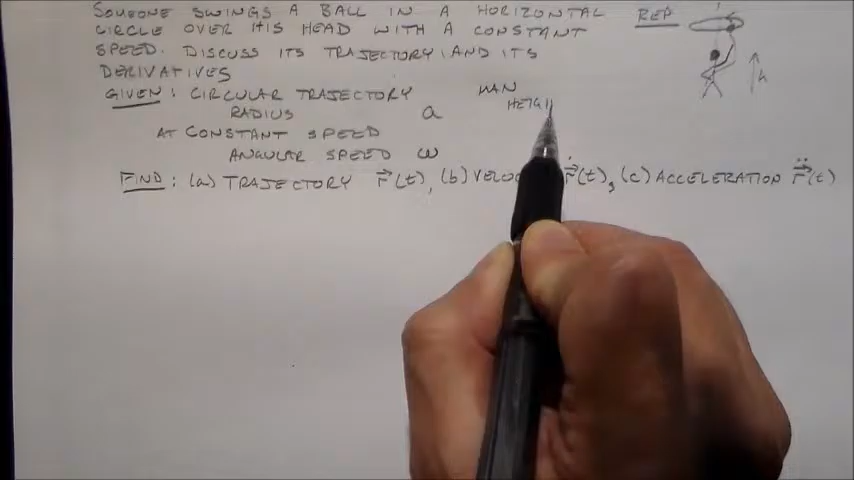 SOMEONE SWINGS A BALL IN A HORIZONTAL REP
CIRCLE OVER HIS HEAD WITH A CONSTANT
SPEED. DISCUSS ITS TRAJECTORY AND ITS
DERIVATIVES h
GIVEN: CIRCULAR TRAJECTORY MAN
RADIUS a HEIGH
AT CONSTANT SPEED
ANGULAR SPEED ω
FIND: (a) TRAJECTORY r⃗(t), (b) r⃗̇(t), (c) ACCELERATION r⃗̈(t)